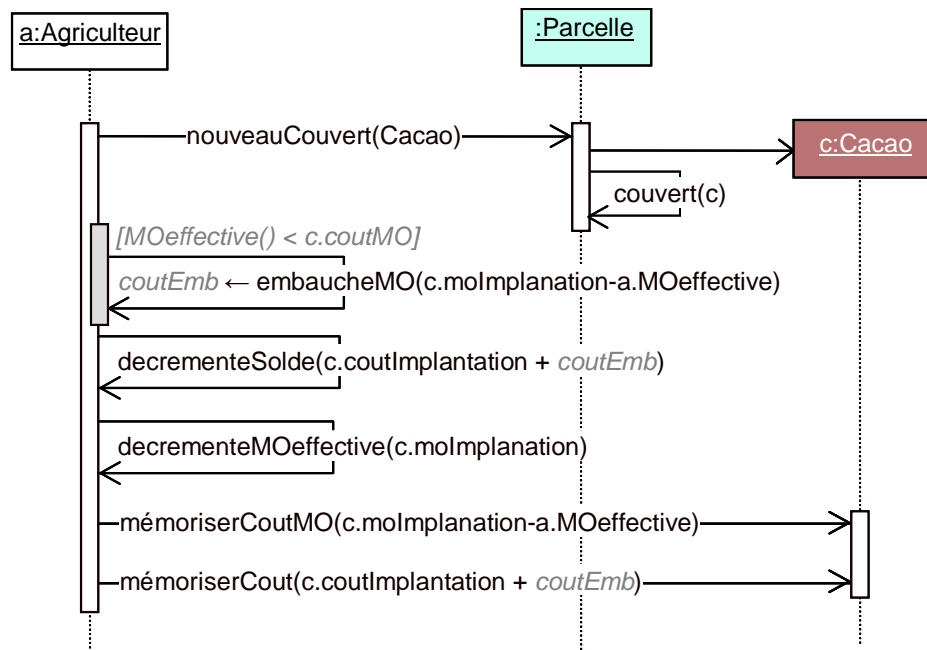 a:Agriculteur
:Parcelle
c:Cacao
nouveauCouvert(Cacao)
couvert(c)
[MOeffective() < c.coutMO]
coutEmb ← embaucheMO(c.moImplanation-a.MOeffective)
decrementeSolde(c.coutImplantation + coutEmb)
decrementeMOeffective(c.moImplanation)
mémoriserCoutMO(c.moImplanation-a.MOeffective)
mémoriserCout(c.coutImplantation + coutEmb)